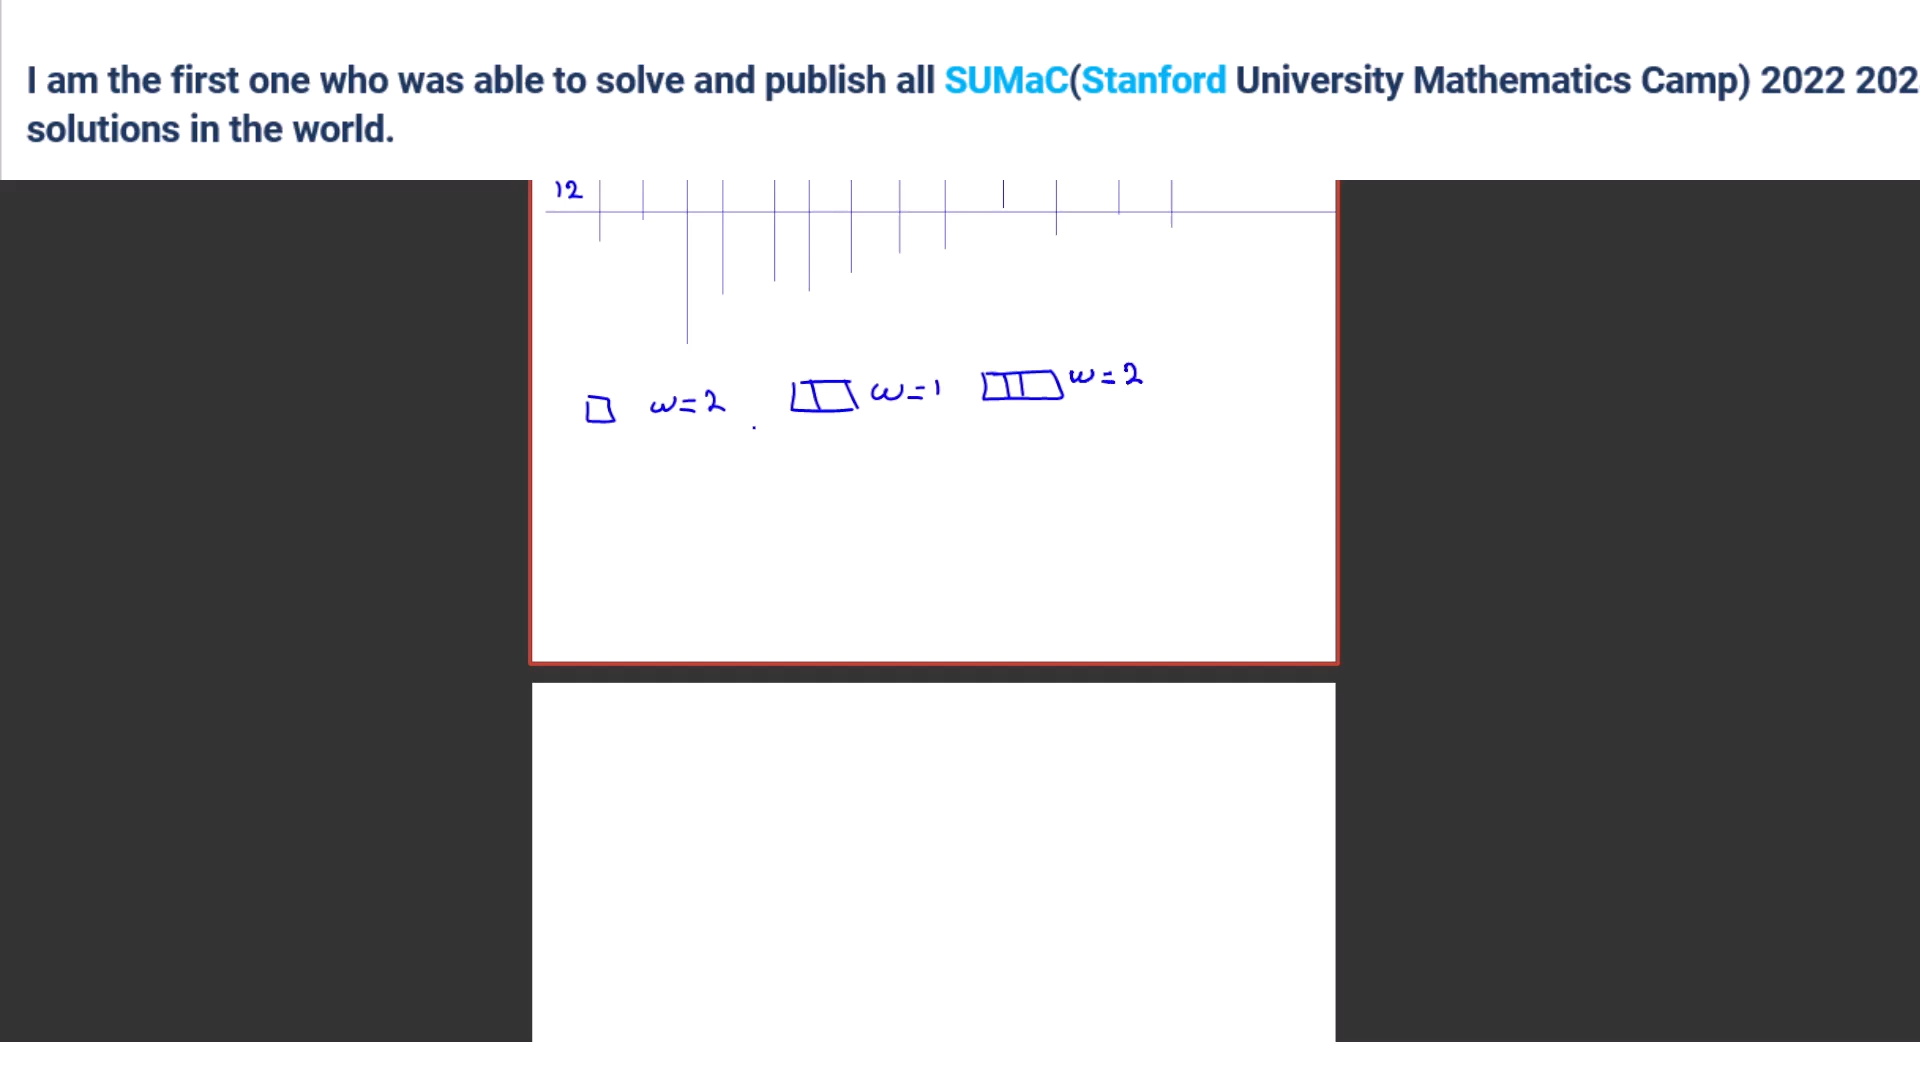 I am the first one who was able to solve and publish all SUMaC(Stanford University Mathematics Camp) 2022 202
solutions in the world.
12
w=2 w=1 w=2